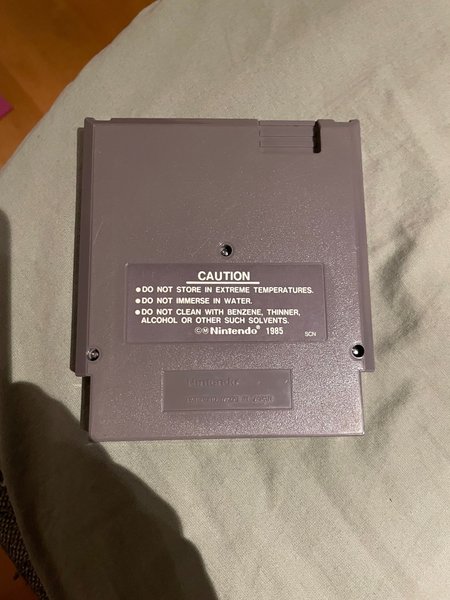 CAUTION
●DO NOT STORE IN EXTREME TEMPERATURES.
●DO NOT IMMERSE IN WATER.
●DO NOT CLEAN WITH BENZENE, THINNER,
ALCOHOL OR OTHER SUCH SOLVENTS.
©Ⓜ Nintendo® 1985
SCN
Nintendo